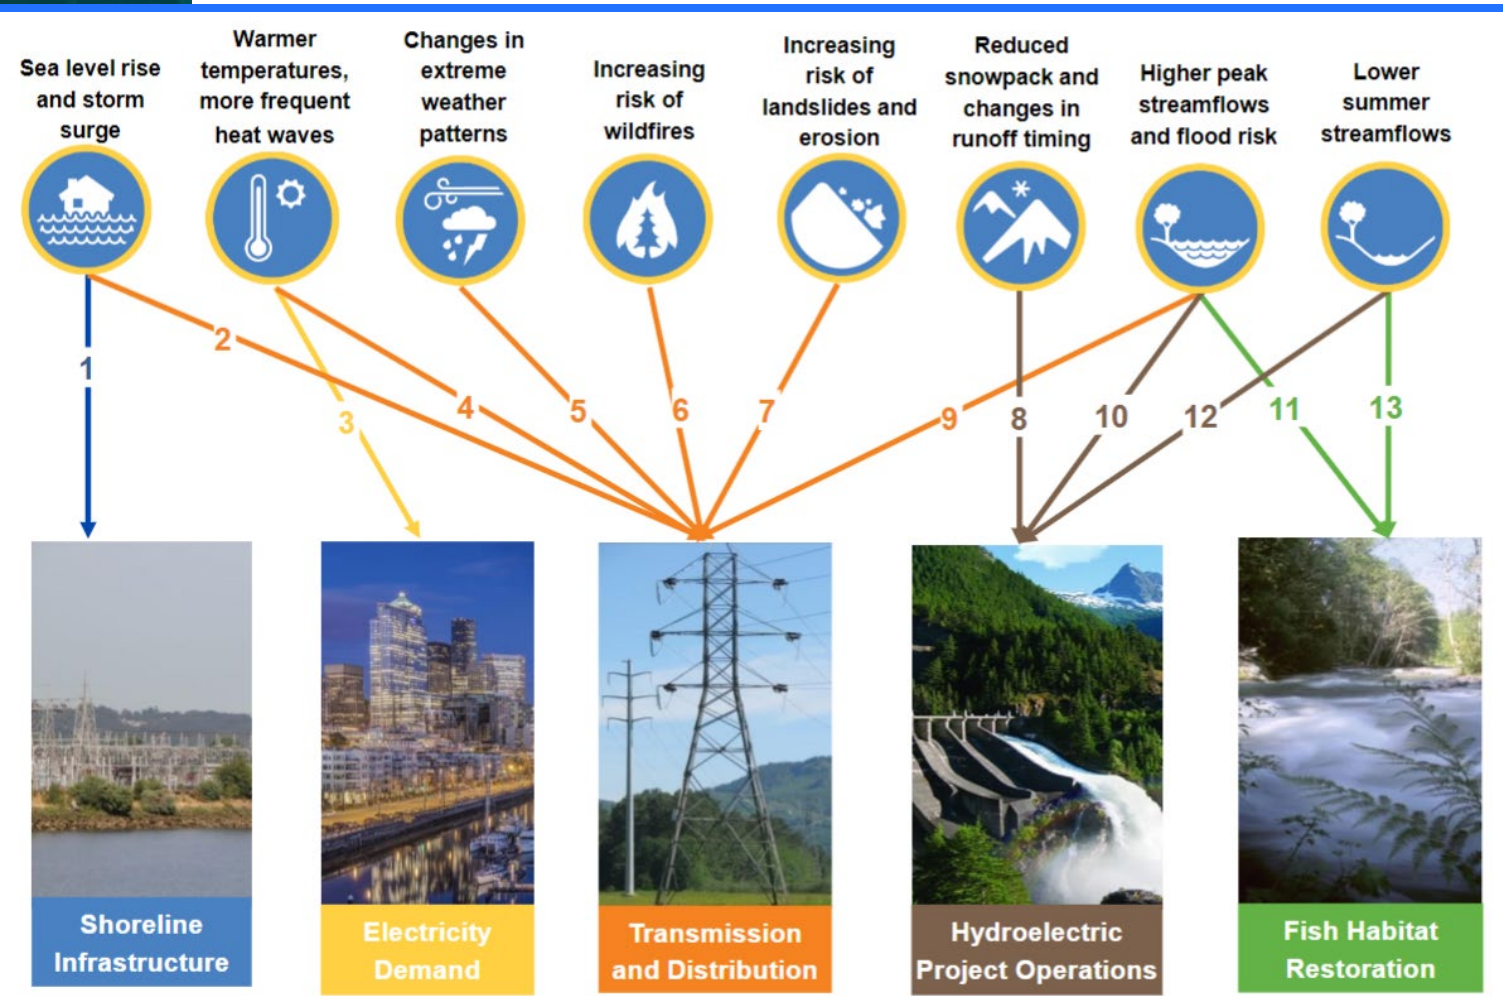 Sea level rise
and storm
surge
Warmer
temperatures,
more frequent
heat waves
Changes in
extreme
weather
patterns
Increasing
risk of
wildfires
Increasing
risk of
landslides and
erosion
Reduced
snowpack and
changes in
runoff timing
Higher peak
streamflows
and flood risk
Lower
summer
streamflows
1
2
3
4
5
6
7
9
8
10
12
11
13
Shoreline
Infrastructure
Electricity
Demand
Transmission
and Distribution
Hydroelectric
Project Operations
Fish Habitat
Restoration